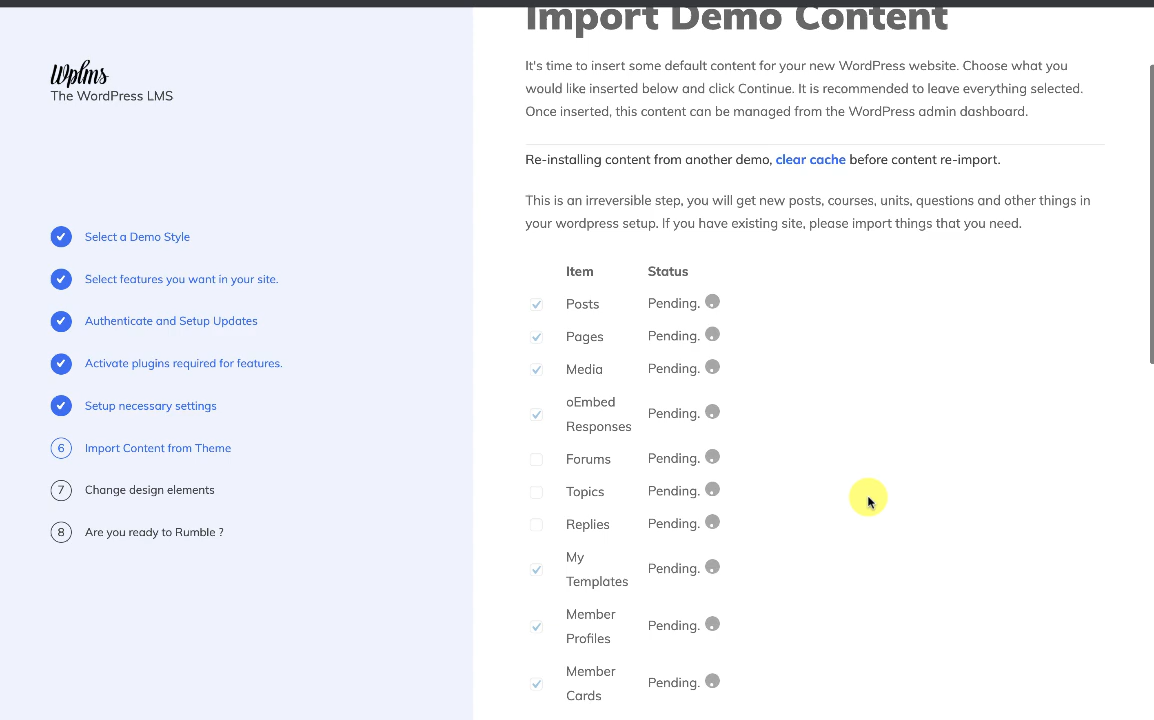 Import Demo Content
Wplms
The WordPress LMS
Select a Demo Style
Select features you want in your site.
Authenticate and Setup Updates
Activate plugins required for features.
Setup necessary settings
6 Import Content from Theme
7 Change design elements
8 Are you ready to Rumble ?
It's time to insert some default content for your new WordPress website. Choose what you
would like inserted below and click Continue. It is recommended to leave everything selected.
Once inserted, this content can be managed from the WordPress admin dashboard.
Re-installing content from another demo, clear cache before content re-import.
This is an irreversible step, you will get new posts, courses, units, questions and other things in
your wordpress setup. If you have existing site, please import things that you need.
Item Status
Posts Pending.
Pages Pending.
Media Pending.
oEmbed
Responses Pending.
Forums Pending.
Topics Pending.
Replies Pending.
My
Templates Pending.
Member
Profiles Pending.
Member
Cards Pending.